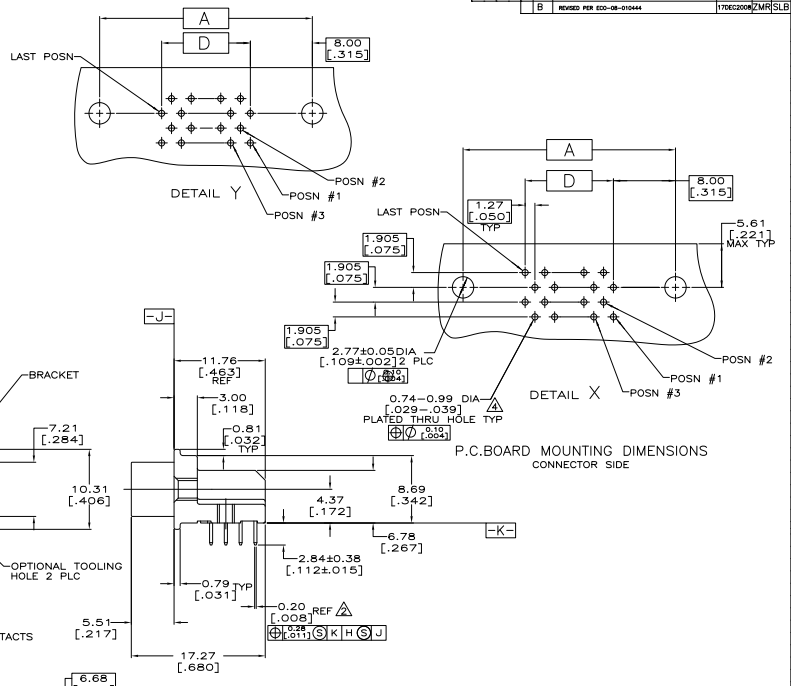 B REVISED PER ECO-08-010444 17DEC2008 ZMR SLB
A
D
8.00
[.315]
LAST POSN
POSN #2
POSN #1
POSN #3
DETAIL Y
A
D
8.00
[.315]
1.27
[.050]
TYP
LAST POSN
5.61
[.221]
MAX TYP
1.905
[.075]
1.905
[.075]
1.905
[.075]
2.77±0.05DIA
[.109±.002] 2 PLC
POSN #2
POSN #1
POSN #3
DETAIL X
0.74-0.99 DIA
[.029-.039]
4
PLATED THRU HOLE TYP
⌖ ∅ 0.10
[.004]
P.C.BOARD MOUNTING DIMENSIONS
CONNECTOR SIDE
-J-
11.76
[.463]
REF
BRACKET
3.00
[.118]
7.21
[.284]
0.81
[.032]
TYP
10.31
[.406]
8.69
[.342]
4.37
[.172]
6.78
[.267]
-K-
2.84±0.38
[.112±.015]
OPTIONAL TOOLING
HOLE 2 PLC
0.79 TYP
[.031]
0.20 REF 2
[.008]
⌖ 0.28 Ⓢ K H Ⓢ J
[.011]
5.51
[.217]
TACTS
17.27
[.680]
6.68